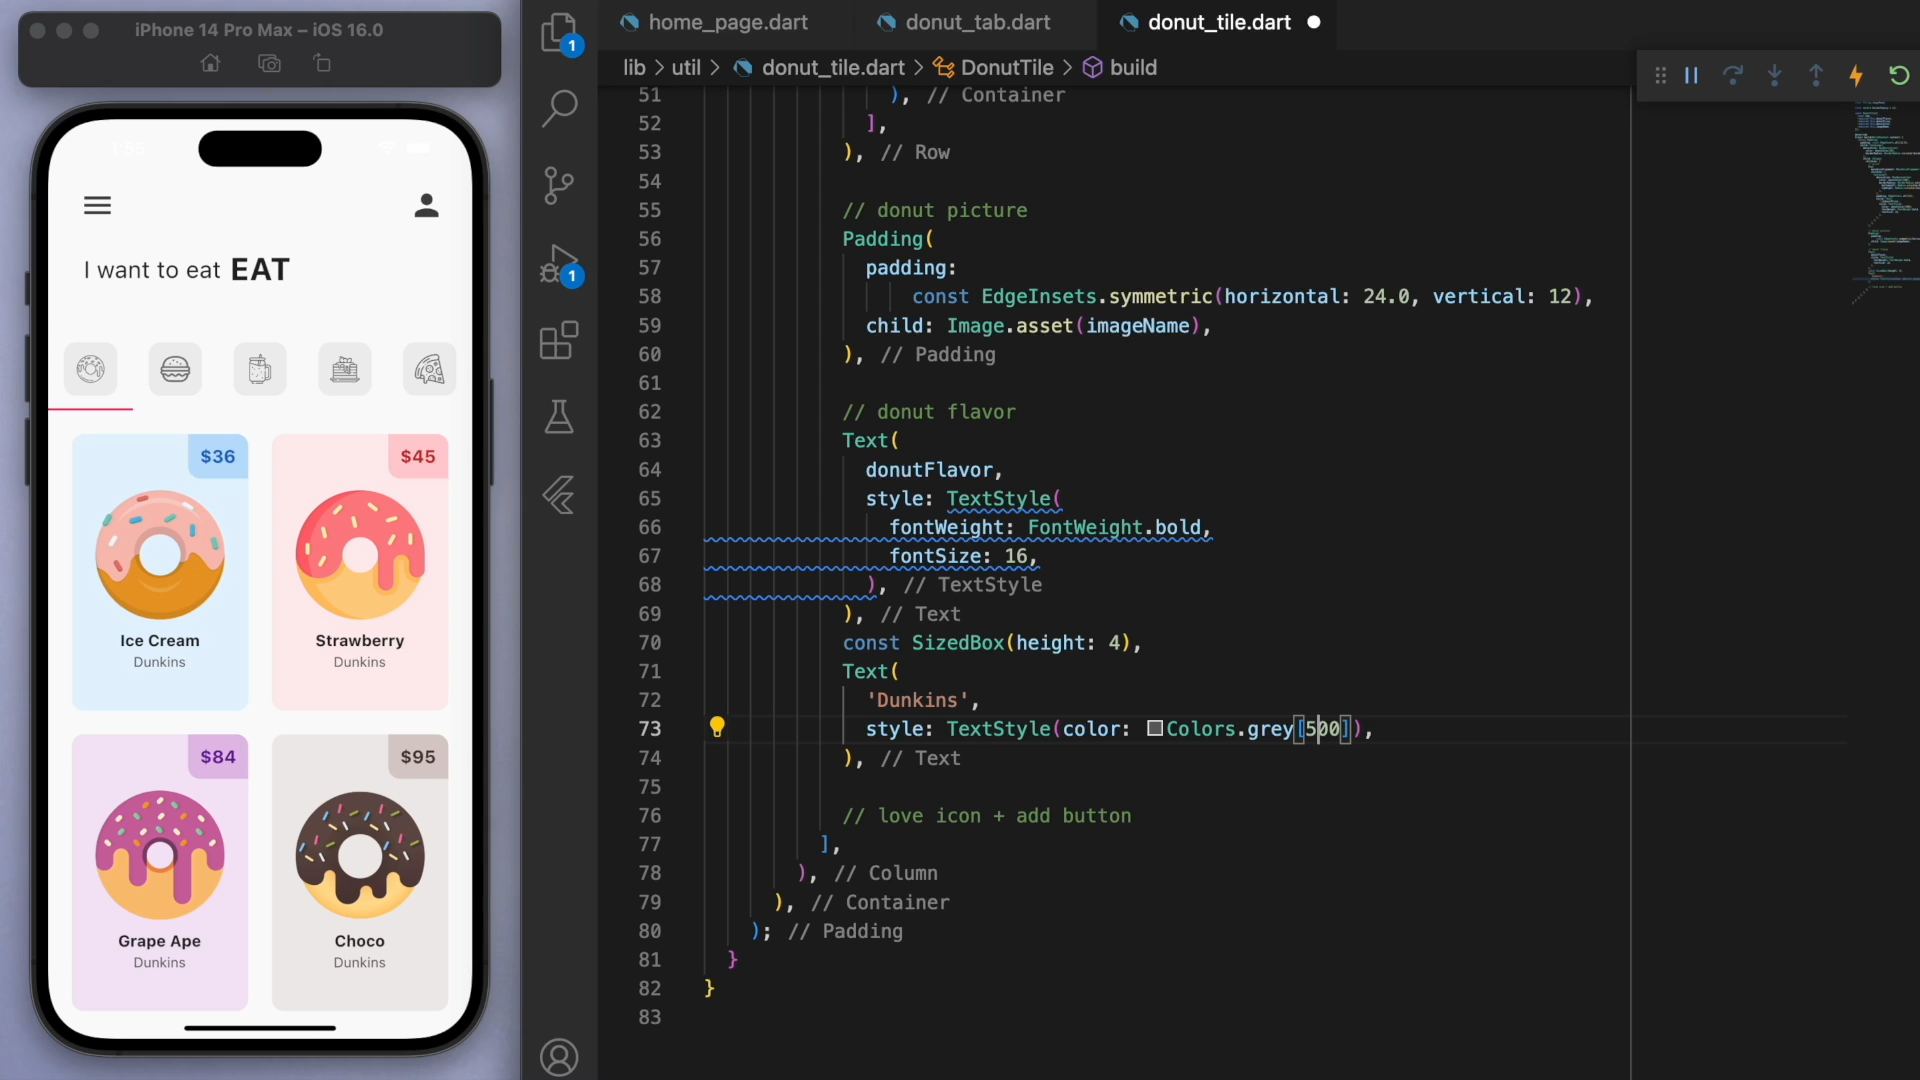 iPhone 14 Pro Max – iOS 16.0
I want to eat EAT
$36
$45
Ice Cream
Dunkins
Strawberry
Dunkins
$84
$95
Grape Ape
Dunkins
Choco
Dunkins
1
1
home_page.dart
donut_tab.dart
donut_tile.dart
lib > util > donut_tile.dart > DonutTile > build
51 ), // Container
52 ],
53 ), // Row
54
55 // donut picture
56 Padding(
57 padding:
58 const EdgeInsets.symmetric(horizontal: 24.0, vertical: 12),
59 child: Image.asset(imageName),
60 ), // Padding
61
62 // donut flavor
63 Text(
64 donutFlavor,
65 style: TextStyle(
66 fontWeight: FontWeight.bold,
67 fontSize: 16,
68 ), // TextStyle
69 ), // Text
70 const SizedBox(height: 4),
71 Text(
72 'Dunkins',
73 style: TextStyle(color: Colors.grey[500]),
74 ), // Text
75
76 // love icon + add button
77 ],
78 ), // Column
79 ), // Container
80 ); // Padding
81 }
82 }
83